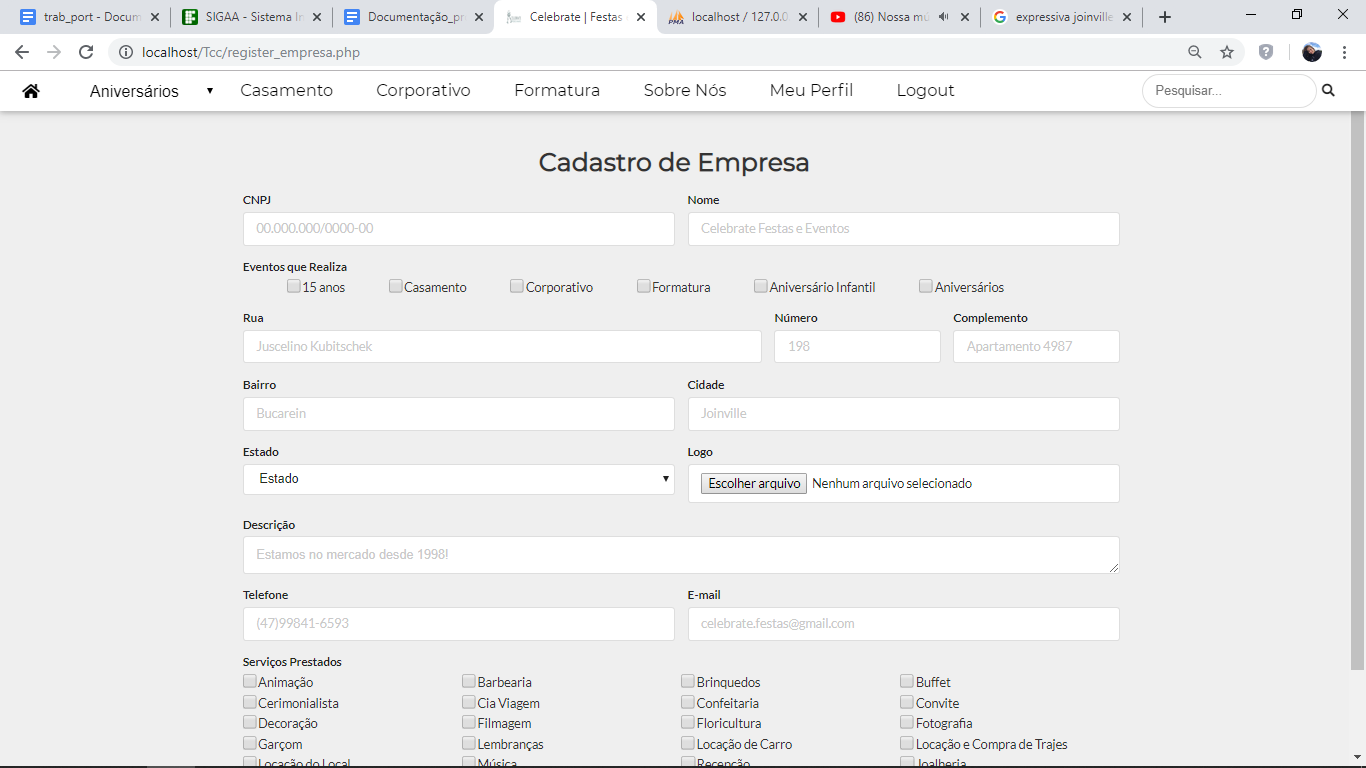 trab_port - Docum
SIGAA - Sistema In
Documentação_pr
Celebrate | Festas
localhost / 127.0.0
(86) Nossa mú
expressiva joinville
localhost/Tcc/register_empresa.php
Aniversários Casamento Corporativo Formatura Sobre Nós Meu Perfil Logout Pesquisar...
Cadastro de Empresa
CNPJ Nome
00.000.000/0000-00 Celebrate Festas e Eventos
Eventos que Realiza
15 anos Casamento Corporativo Formatura Aniversário Infantil Aniversários
Rua Número Complemento
Juscelino Kubitschek 198 Apartamento 4987
Bairro Cidade
Bucarein Joinville
Estado Logo
Estado Escolher arquivo Nenhum arquivo selecionado
Descrição
Estamos no mercado desde 1998!
Telefone E-mail
(47)99841-6593 celebrate.festas@gmail.com
Serviços Prestados
Animação Barbearia Brinquedos Buffet
Cerimonialista Cia Viagem Confeitaria Convite
Decoração Filmagem Floricultura Fotografia
Garçom Lembranças Locação de Carro Locação e Compra de Trajes
Locação do Local Música Recepção Joalheria